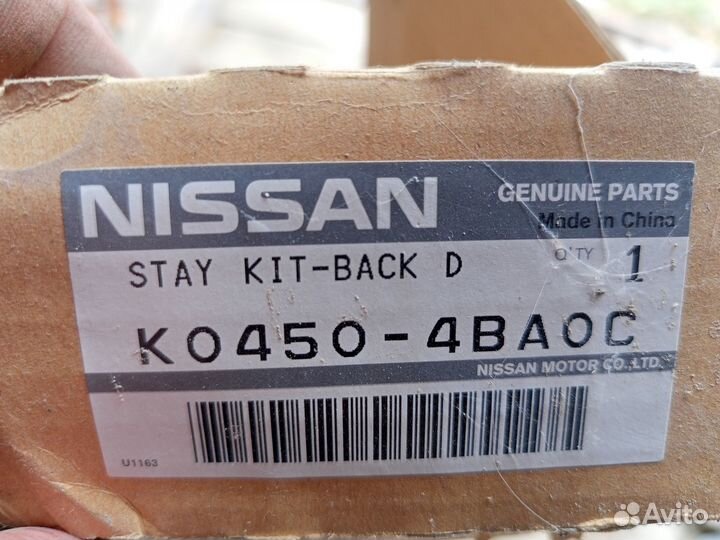 NISSAN
GENUINE PARTS
Made in China
STAY KIT-BACK D
Q'TY 1
K0450-4BA0C
NISSAN MOTOR CO.,LTD.
U1163
Avito